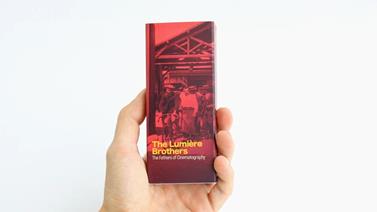 The Lumière
Brothers
The Fathers of Cinematography